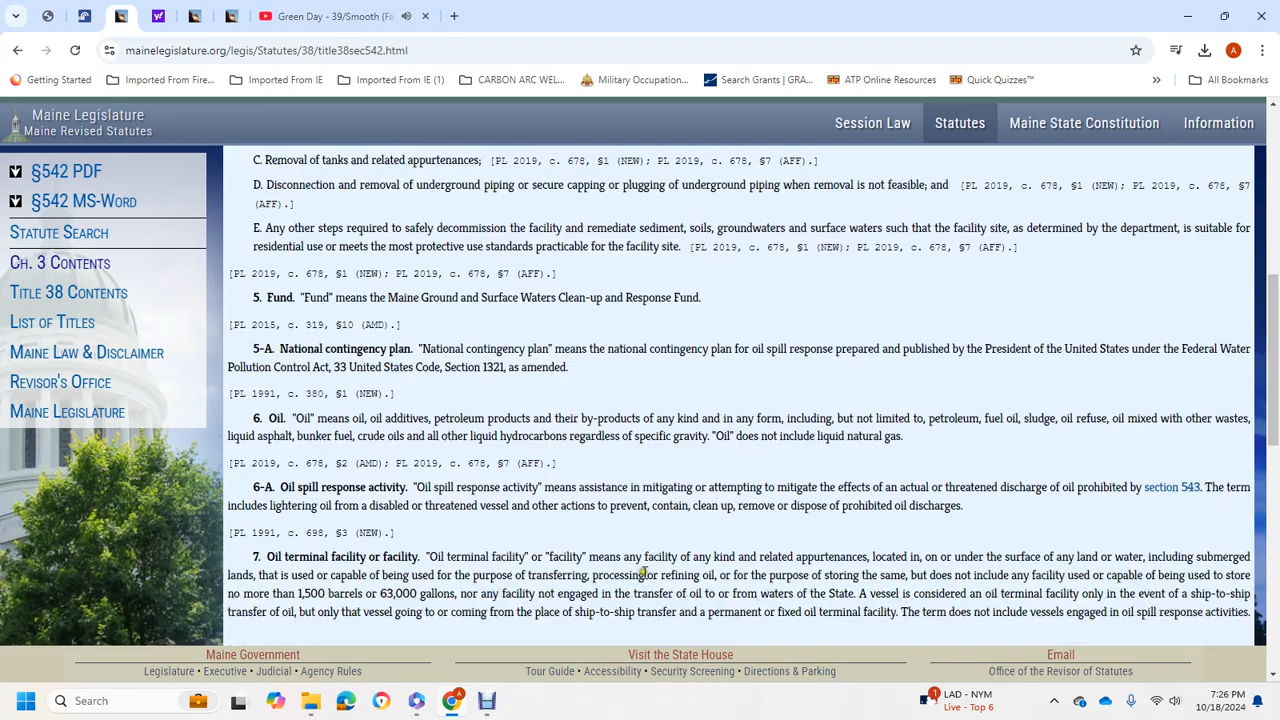 Green Day - 39/Smooth (Fa
mainelegislature.org/legis/Statutes/38/title38sec542.html
Getting Started
Imported From Fire...
Imported From IE
Imported From IE (1)
CARBON ARC WEL...
Military Occupation...
Search Grants | GRA...
ATP Online Resources
Quick Quizzes™
All Bookmarks
Maine Legislature
Maine Revised Statutes
Session Law
Statutes
Maine State Constitution
Information
§542 PDF
§542 MS-Word
Statute Search
Ch. 3 Contents
Title 38 Contents
List of Titles
Maine Law & Disclaimer
Revisor's Office
Maine Legislature
C. Removal of tanks and related appurtenances; [PL 2019, c. 678, §1 (NEW); PL 2019, c. 678, §7 (AFF).]
D. Disconnection and removal of underground piping or secure capping or plugging of underground piping when removal is not feasible; and [PL 2019, c. 678, §1 (NEW); PL 2019, c. 678, §7
(AFF).]
E. Any other steps required to safely decommission the facility and remediate sediment, soils, groundwaters and surface waters such that the facility site, as determined by the department, is suitable for
residential use or meets the most protective use standards practicable for the facility site. [PL 2019, c. 678, §1 (NEW); PL 2019, c. 678, §7 (AFF).]
[PL 2019, c. 678, §1 (NEW); PL 2019, c. 678, §7 (AFF).]
5. Fund. "Fund" means the Maine Ground and Surface Waters Clean-up and Response Fund.
[PL 2015, c. 319, §10 (AMD).]
5-A. National contingency plan. "National contingency plan" means the national contingency plan for oil spill response prepared and published by the President of the United States under the Federal Water
Pollution Control Act, 33 United States Code, Section 1321, as amended.
[PL 1991, c. 380, §1 (NEW).]
6. Oil. "Oil" means oil, oil additives, petroleum products and their by-products of any kind and in any form, including, but not limited to, petroleum, fuel oil, sludge, oil refuse, oil mixed with other wastes,
liquid asphalt, bunker fuel, crude oils and all other liquid hydrocarbons regardless of specific gravity. "Oil" does not include liquid natural gas.
[PL 2019, c. 678, §2 (AMD); PL 2019, c. 678, §7 (AFF).]
6-A. Oil spill response activity. "Oil spill response activity" means assistance in mitigating or attempting to mitigate the effects of an actual or threatened discharge of oil prohibited by section 543. The term
includes lightering oil from a disabled or threatened vessel and other actions to prevent, contain, clean up, remove or dispose of prohibited oil discharges.
[PL 1991, c. 698, §3 (NEW).]
7. Oil terminal facility or facility. "Oil terminal facility" or "facility" means any facility of any kind and related appurtenances, located in, on or under the surface of any land or water, including submerged
lands, that is used or capable of being used for the purpose of transferring, processing or refining oil, or for the purpose of storing the same, but does not include any facility used or capable of being used to store
no more than 1,500 barrels or 63,000 gallons, nor any facility not engaged in the transfer of oil to or from waters of the State. A vessel is considered an oil terminal facility only in the event of a ship-to-ship
transfer of oil, but only that vessel going to or coming from the place of ship-to-ship transfer and a permanent or fixed oil terminal facility. The term does not include vessels engaged in oil spill response activities.
Maine Government
Legislature • Executive • Judicial • Agency Rules
Visit the State House
Tour Guide • Accessibility • Security Screening • Directions & Parking
Email
Office of the Revisor of Statutes
Search
1
LAD - NYM
Live - Top 6
7:26 PM
10/18/2024